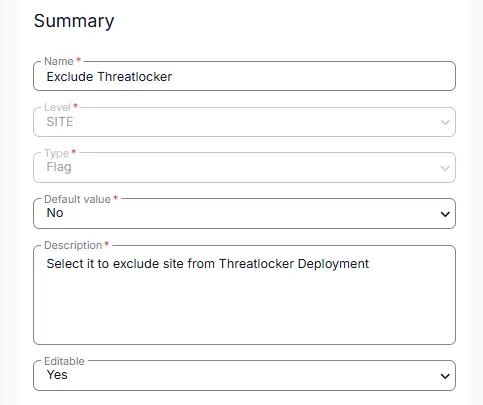 Summary
Name *
Exclude Threatlocker
Level *
SITE
Type *
Flag
Default value *
No
Description *
Select it to exclude site from Threatlocker Deployment
Editable
Yes